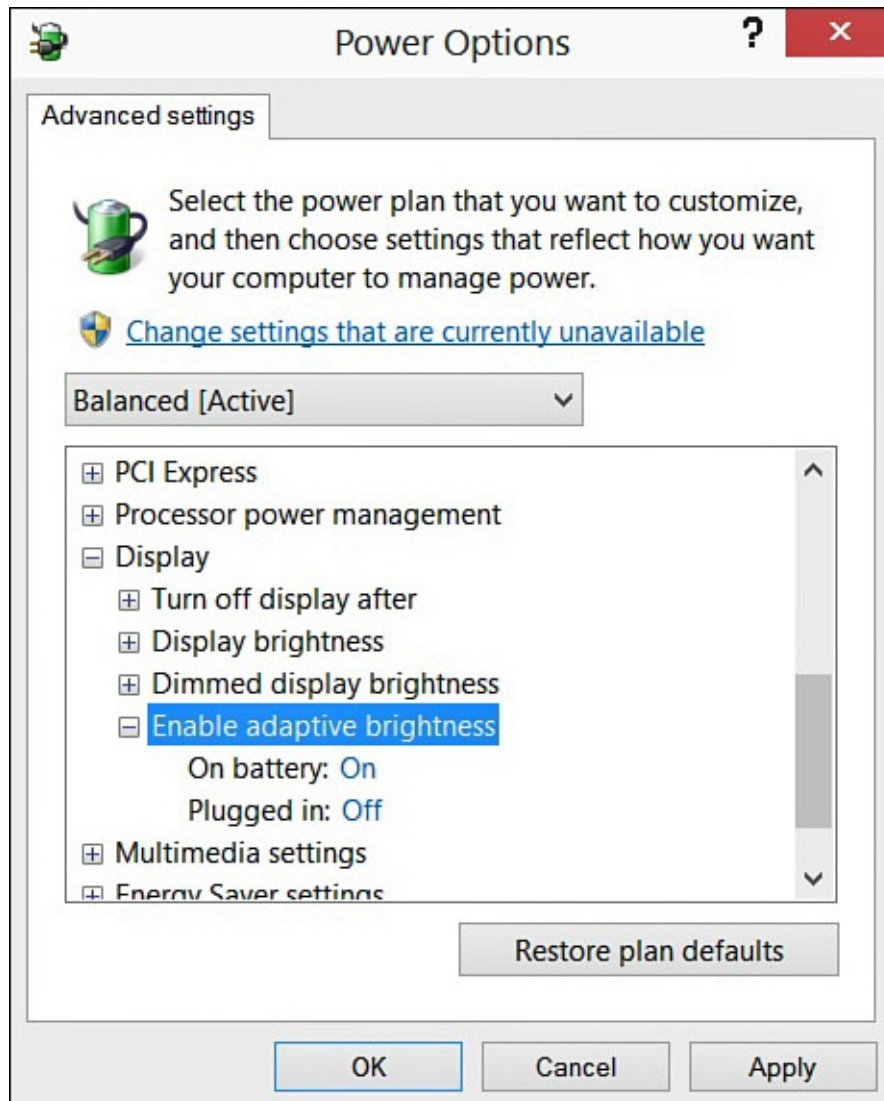 Power Options
?
Advanced settings
Select the power plan that you want to customize,
and then choose settings that reflect how you want
your computer to manage power.
Change settings that are currently unavailable
Balanced [Active]
PCI Express
Processor power management
Display
Turn off display after
Display brightness
Dimmed display brightness
Enable adaptive brightness
On battery: On
Plugged in: Off
Multimedia settings
Energy Saver settings
Restore plan defaults
OK
Cancel
Apply